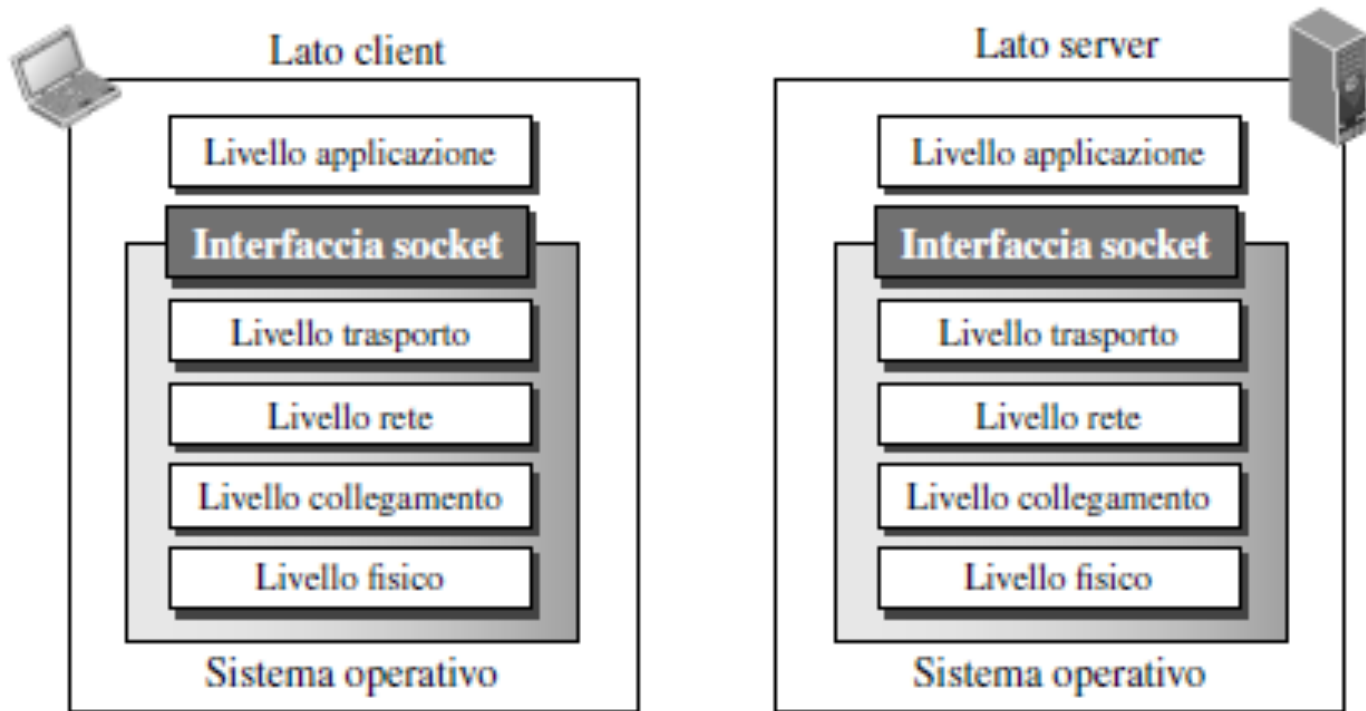 Lato client
Livello applicazione
Interfaccia socket
Livello trasporto
Livello rete
Livello collegamento
Livello fisico
Sistema operativo
Lato server
Livello applicazione
Interfaccia socket
Livello trasporto
Livello rete
Livello collegamento
Livello fisico
Sistema operativo